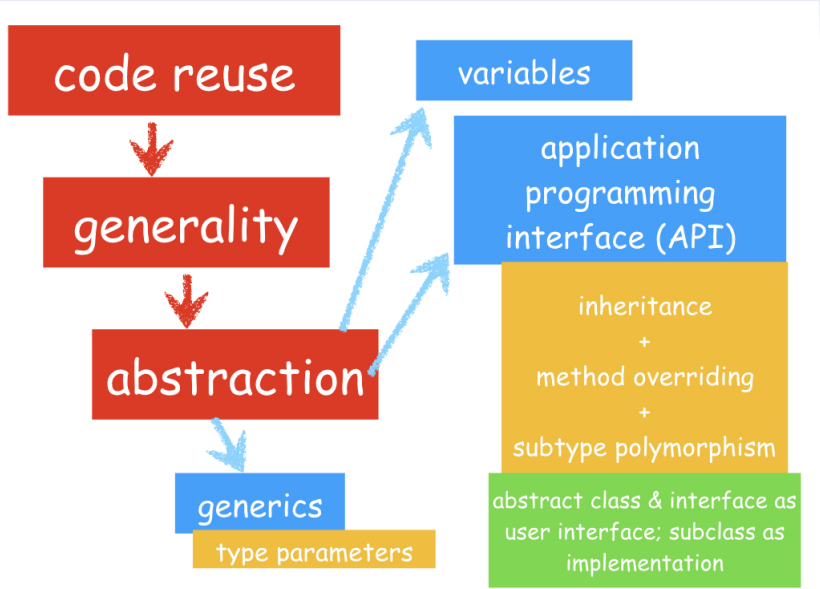 code reuse
generality
abstraction
generics
type parameters
variables
application
programming
interface (API)
inheritance
+
method overriding
+
subtype polymorphism
abstract class & interface as
user interface; subclass as
implementation